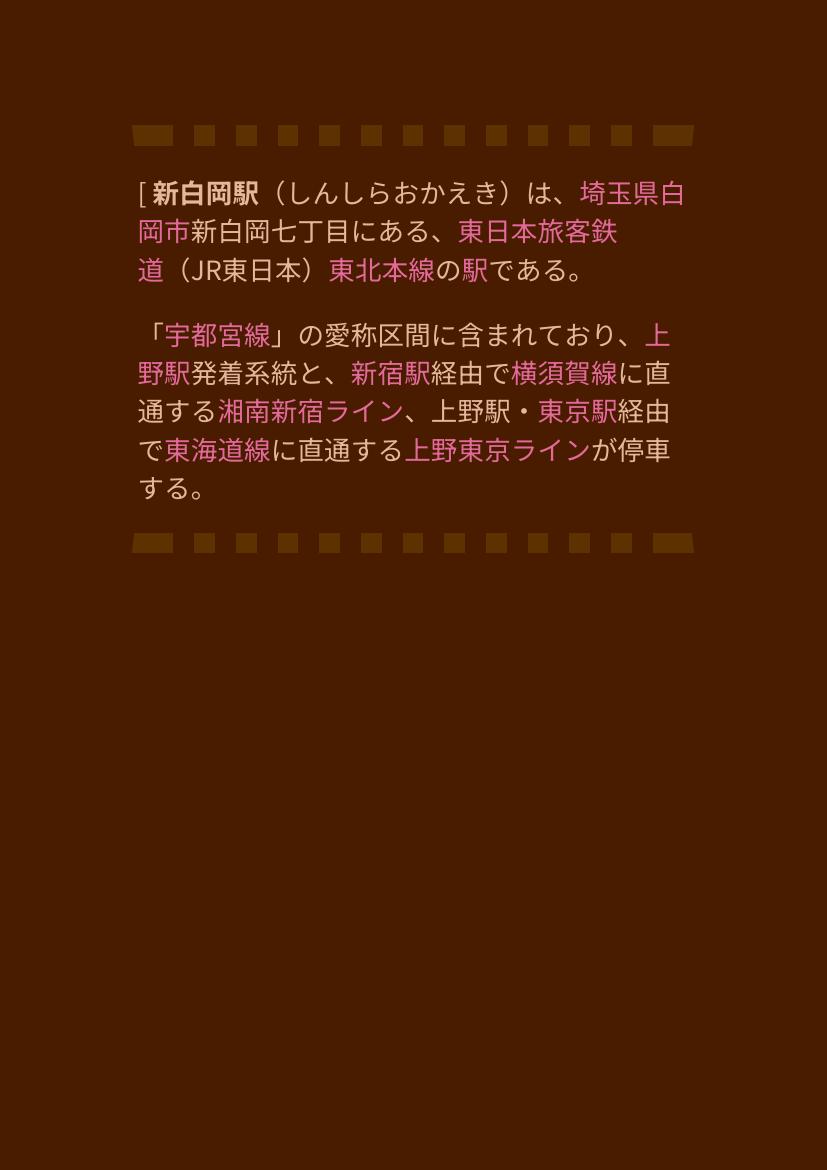 [ 新白岡駅（しんしらおかえき）は、埼玉県白
岡市新白岡七丁目にある、東日本旅客鉄
道（JR東日本）東北本線の駅である。
「宇都宮線」の愛称区間に含まれており、上
野駅発着系統と、新宿駅経由で横須賀線に直
通する湘南新宿ライン、上野駅・東京駅経由
で東海道線に直通する上野東京ラインが停車
する。